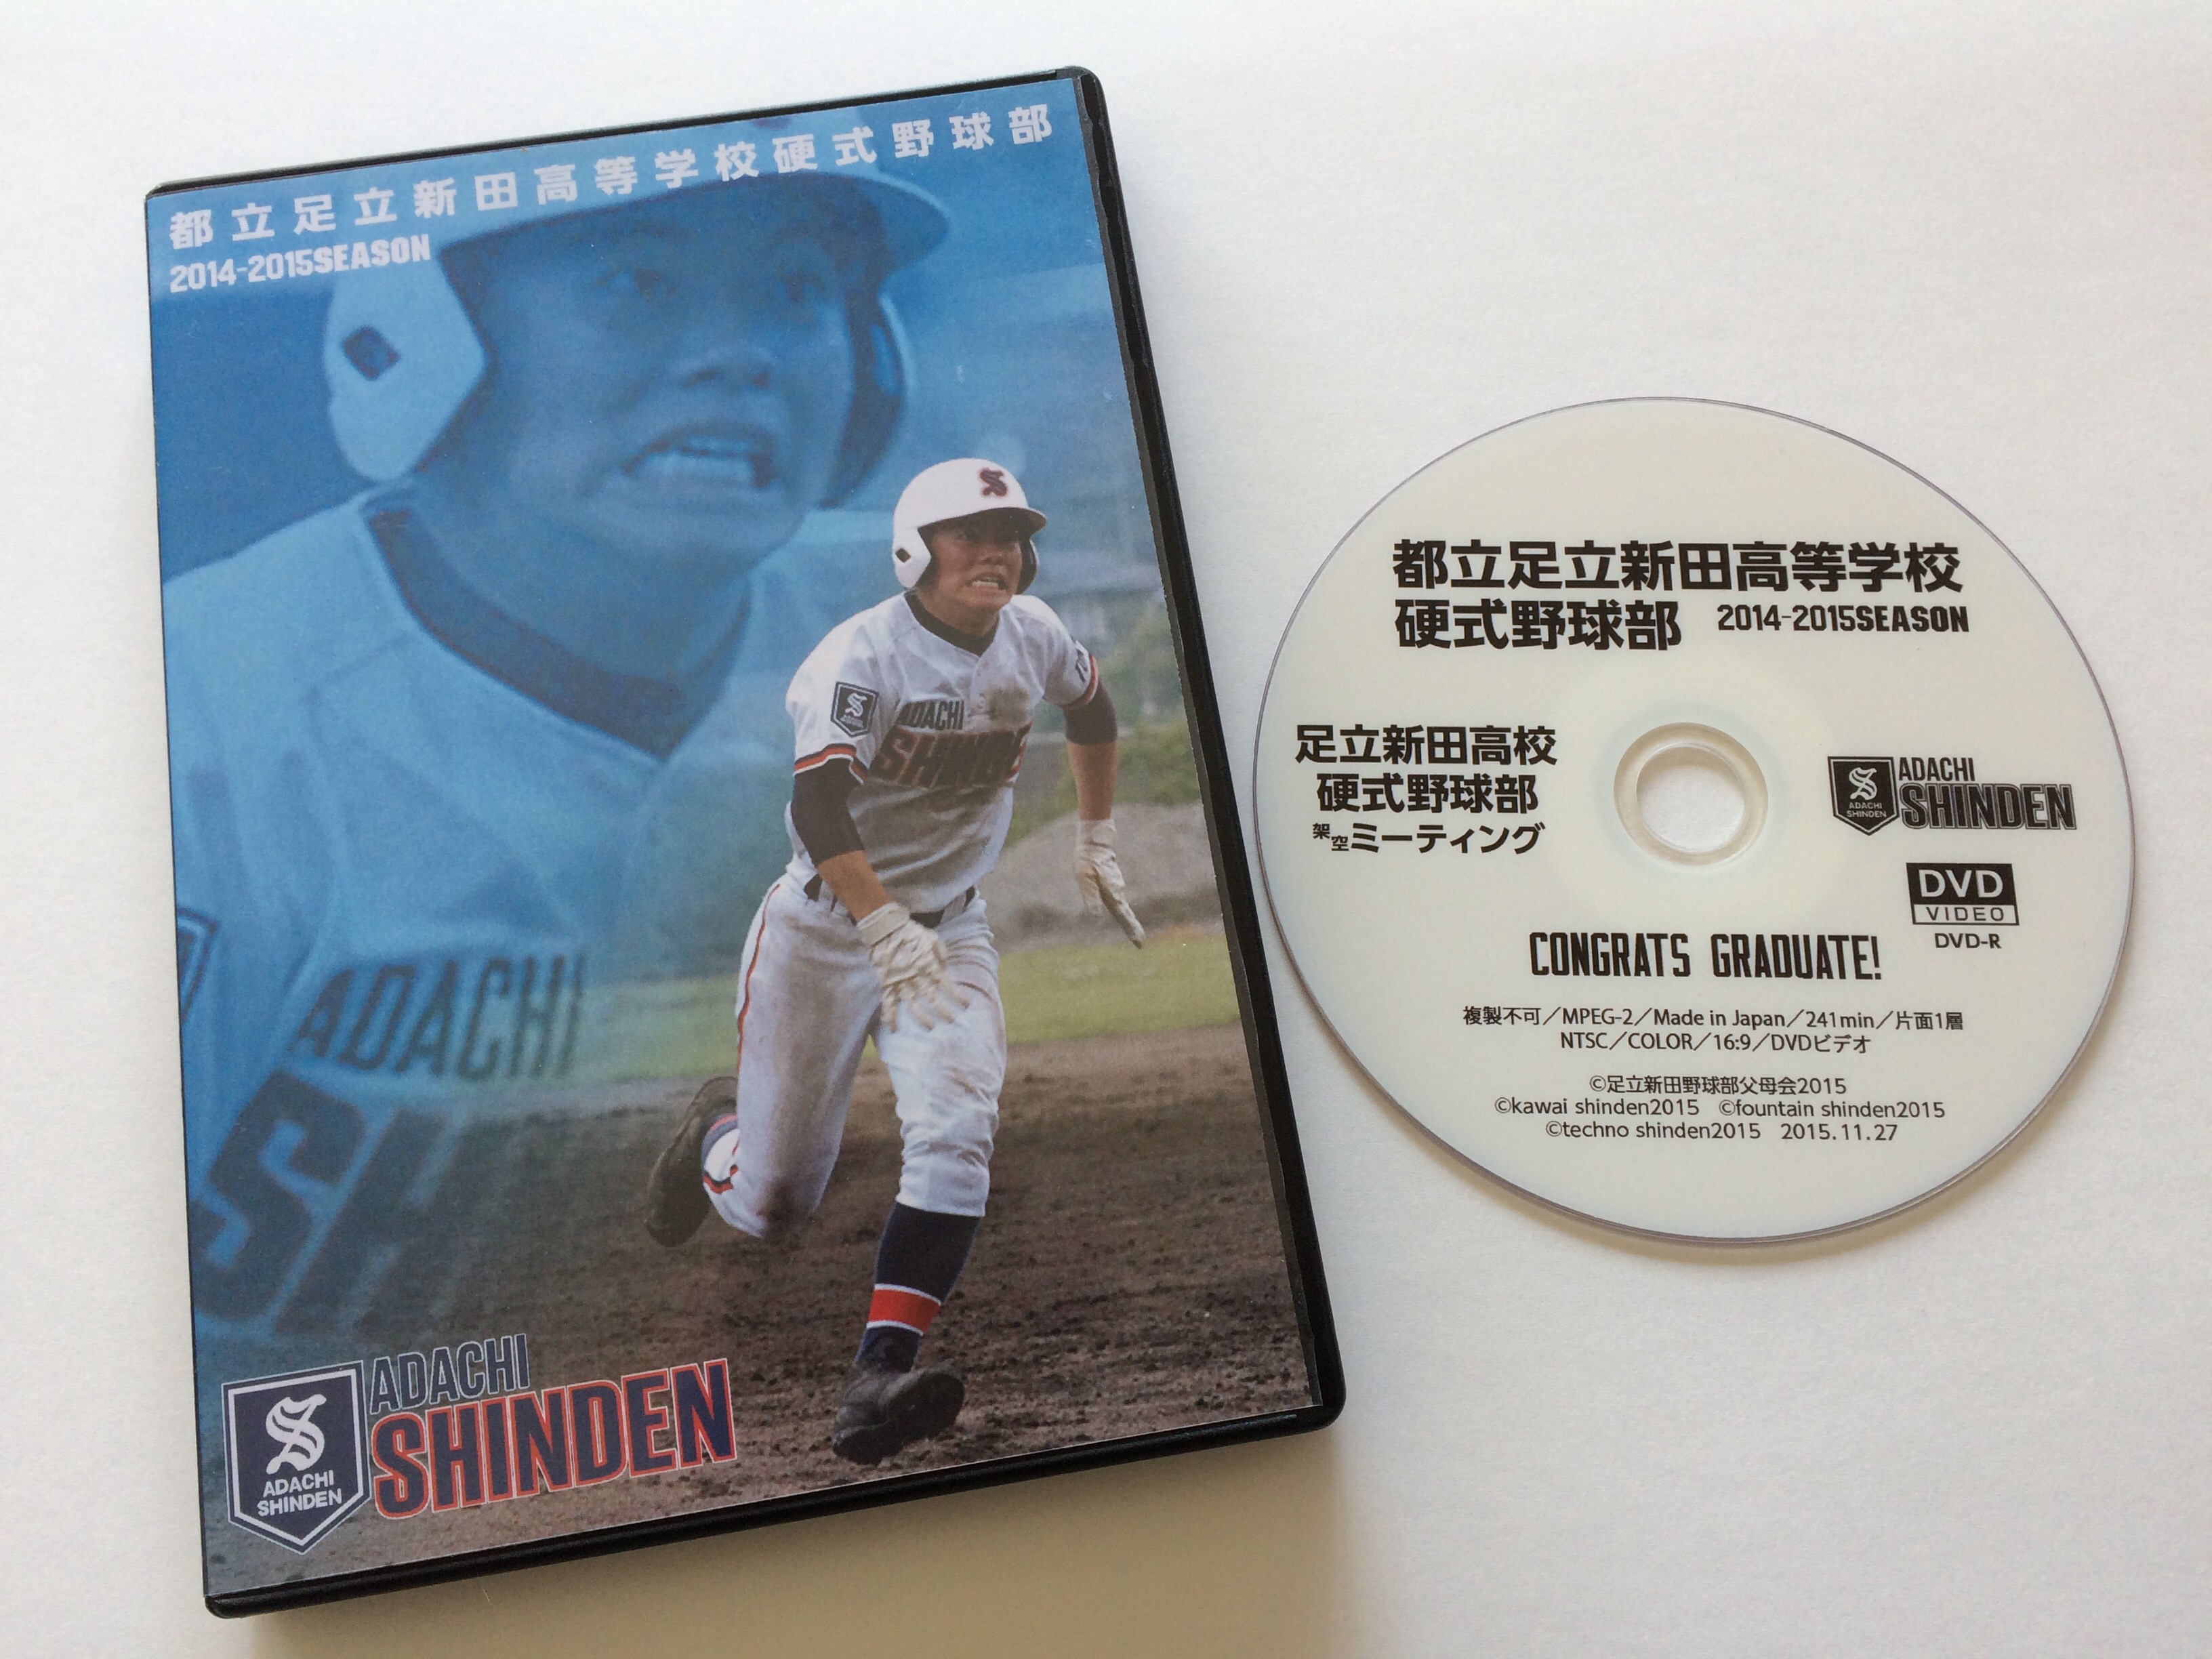 都立足立新田高等学校硬式野球部
2014-2015SEASON
S
ADACHI
S
ADACHI
ADACHI
SH
S
ADACHI
SHINDEN
ADACHI
SHINDEN
都立足立新田高等学校
硬式野球部 2014-2015SEASON
足立新田高校
硬式野球部
架空ミーティング
S
ADACHI
SHINDEN
ADACHI
SHINDEN
DVD
VIDEO
DVD-R
CONGRATS GRADUATE!
複製不可／MPEG-2／Made in Japan／241min／片面1層
NTSC／COLOR／16:9／DVDビデオ
©足立新田野球部父母会2015
©kawai shinden2015 ©fountain shinden2015
©techno shinden2015 2015.11.27